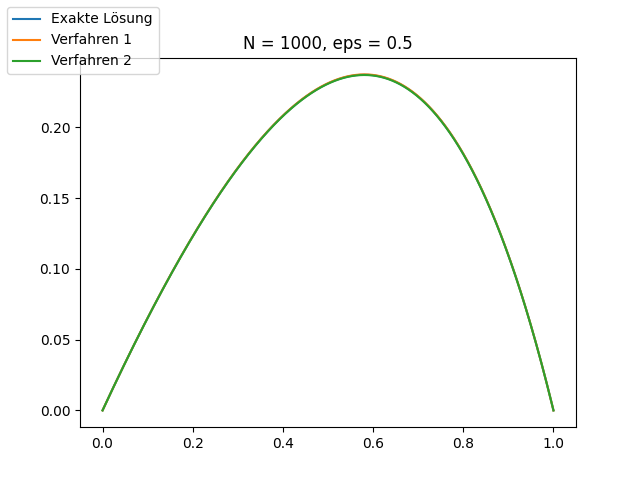 Exakte Lösung
Verfahren 1
Verfahren 2
N = 1000, eps = 0.5
0.20
0.15
0.10
0.05
0.00
0.0 0.2 0.4 0.6 0.8 1.0